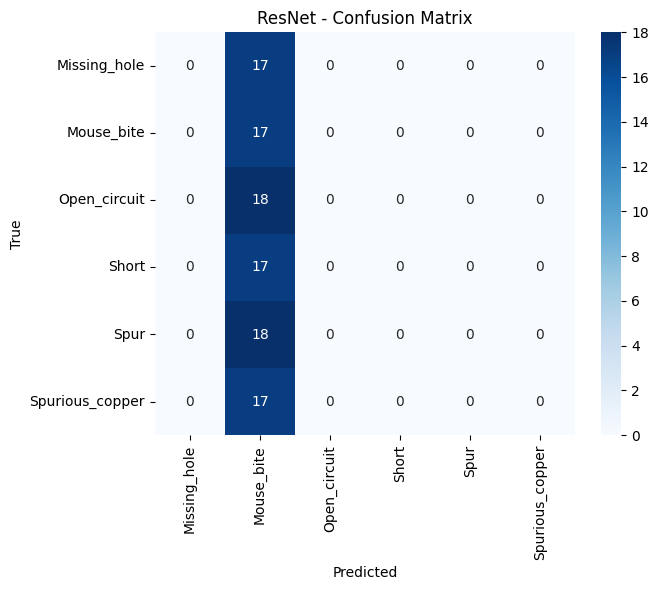 ResNet - Confusion Matrix
True
Missing_hole 0 17 0 0 0 0
Mouse_bite 0 17 0 0 0 0
Open_circuit 0 18 0 0 0 0
Short 0 17 0 0 0 0
Spur 0 18 0 0 0 0
Spurious_copper 0 17 0 0 0 0
Missing_hole
Mouse_bite
Open_circuit
Short
Spur
Spurious_copper
Predicted
18
16
14
12
10
8
6
4
2
0